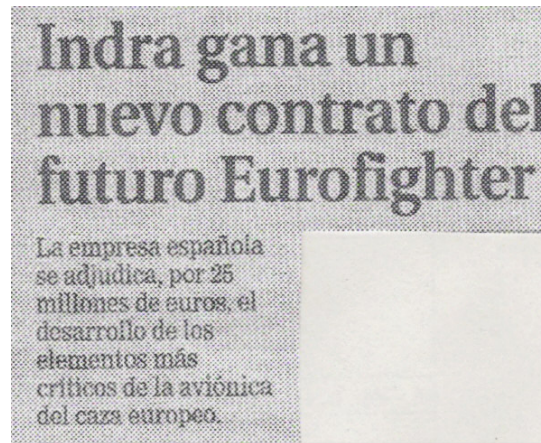 Indra gana un
nuevo contrato del
futuro Eurofighter
La empresa española
se adjudica, por 25
millones de euros, el
desarrollo de los
elementos más
críticos de la aviónica
del caza europeo.